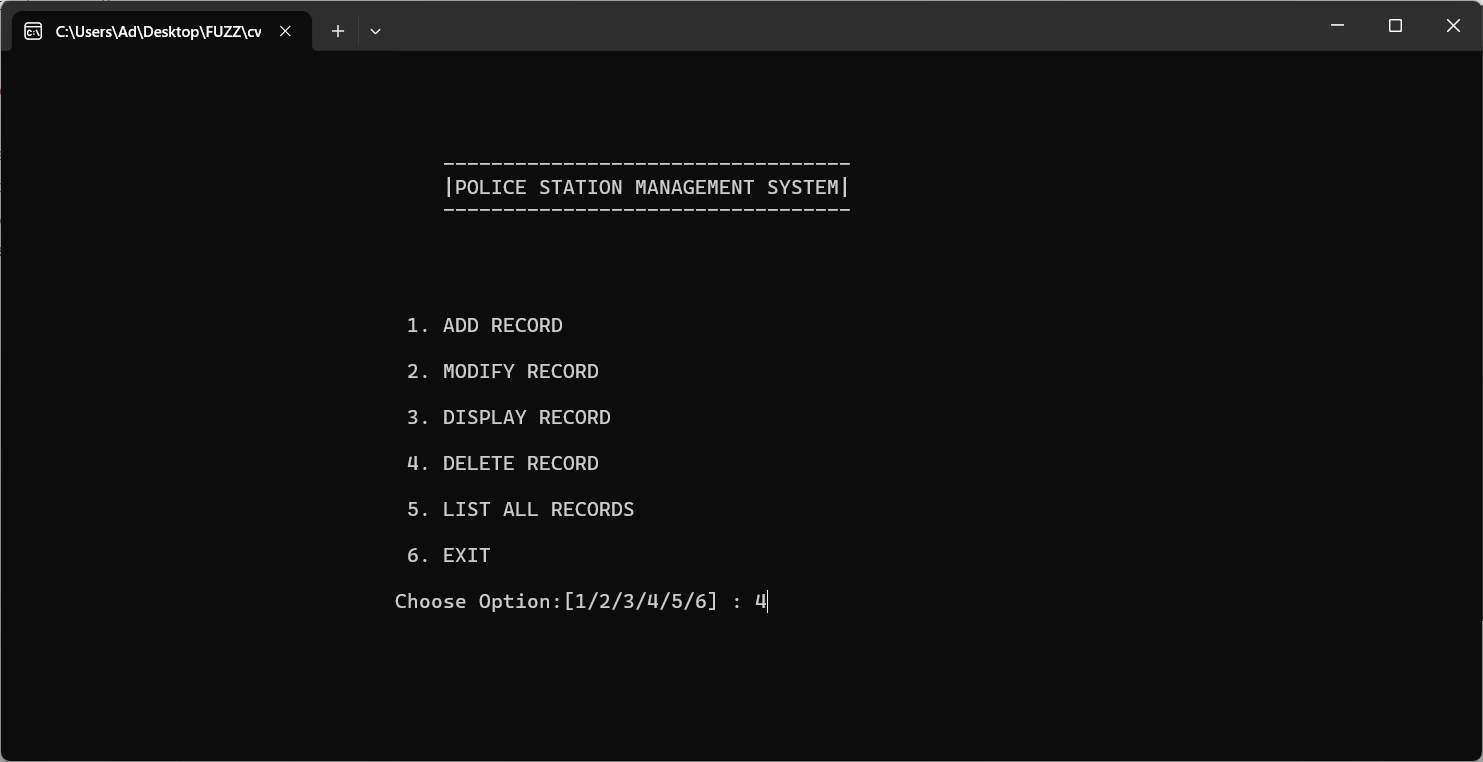 C:\Users\Ad\Desktop\FUZZ\cv
---------------------------------
|POLICE STATION MANAGEMENT SYSTEM|
---------------------------------
1. ADD RECORD
2. MODIFY RECORD
3. DISPLAY RECORD
4. DELETE RECORD
5. LIST ALL RECORDS
6. EXIT
Choose Option:[1/2/3/4/5/6] : 4